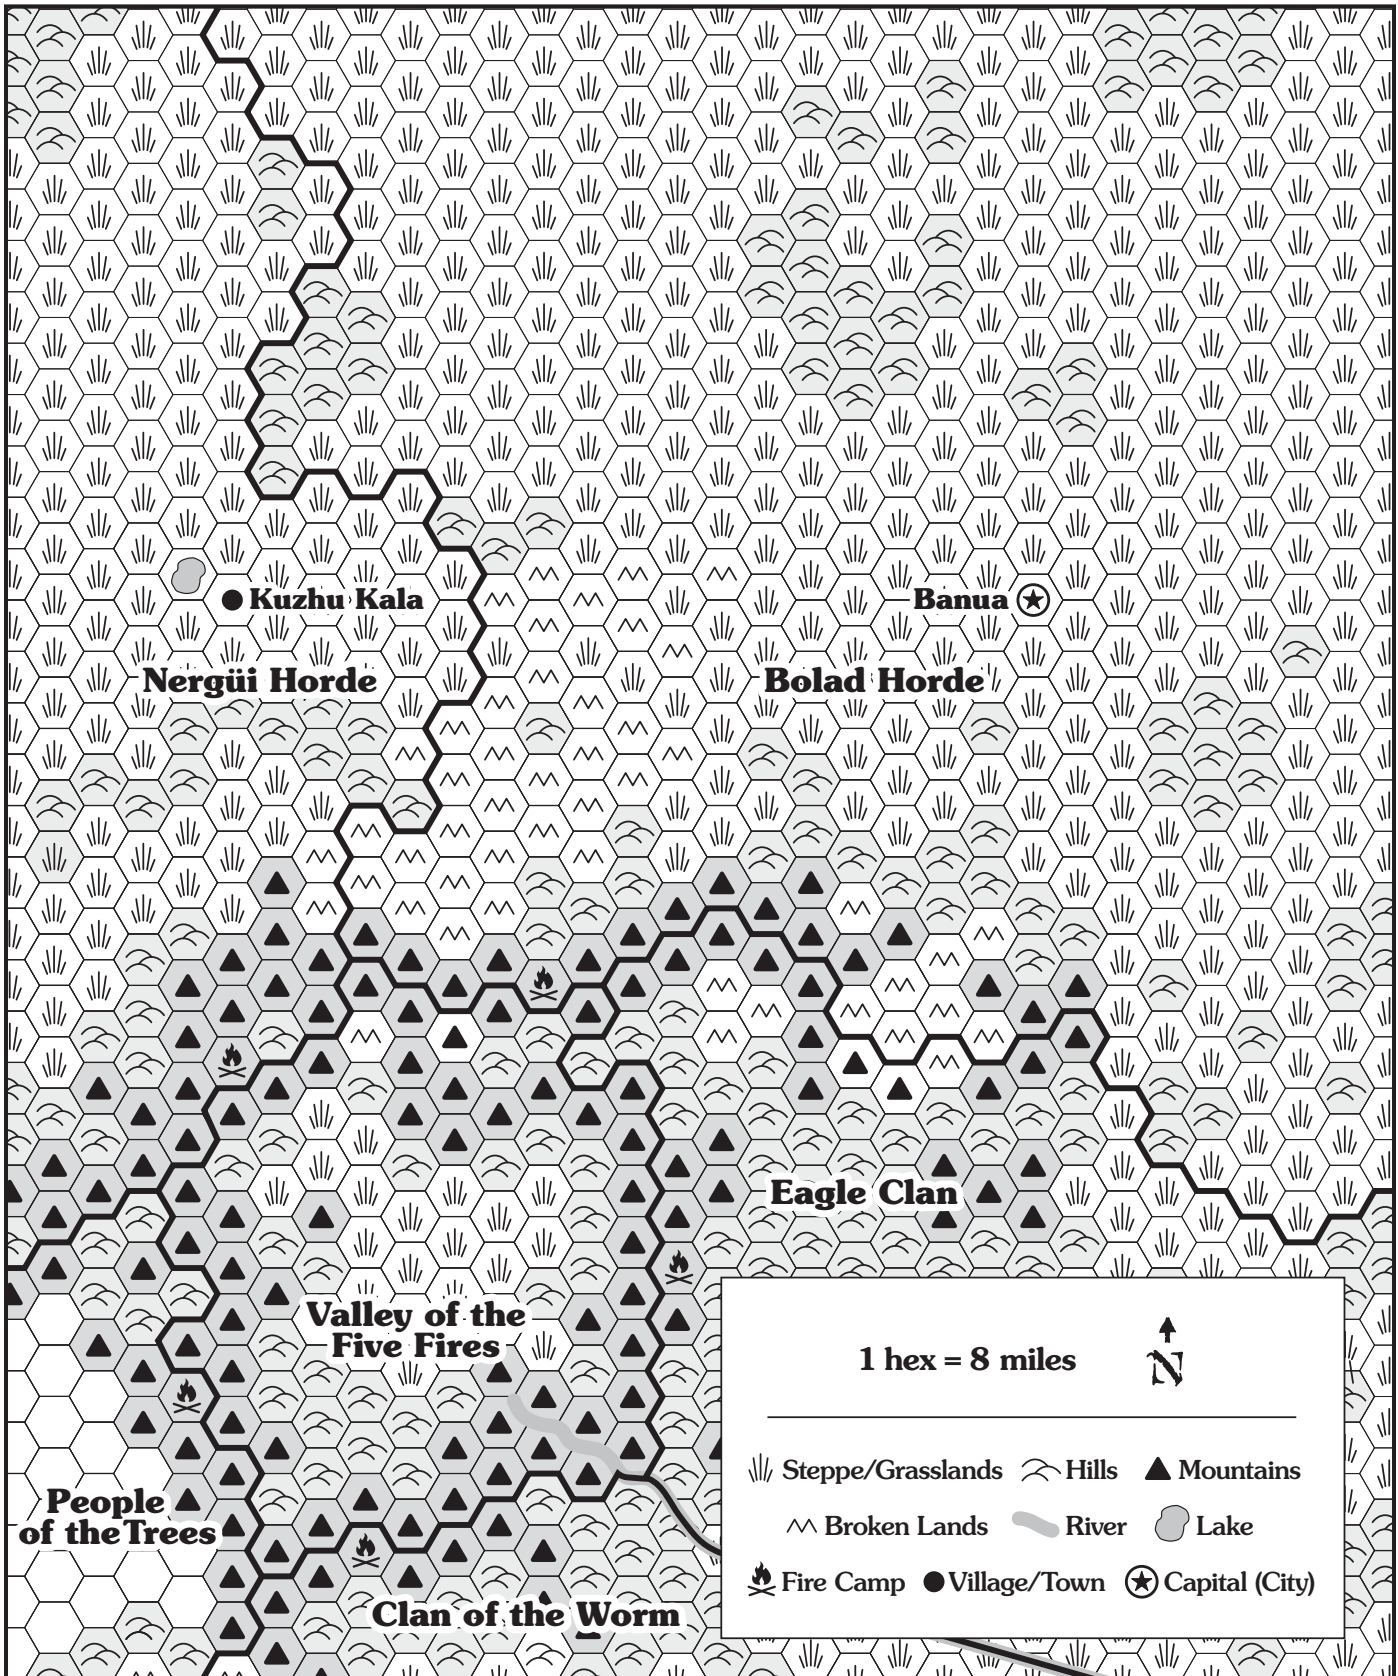 Kuzhu Kala
Banua
Nergüi Horde
Bolad Horde
Eagle Clan
Valley of the
Five Fires
1 hex = 8 miles
N
Steppe/Grasslands Hills Mountains
People
of the Trees
Broken Lands River Lake
Fire Camp Village/Town Capital (City)
Clan of the Worm